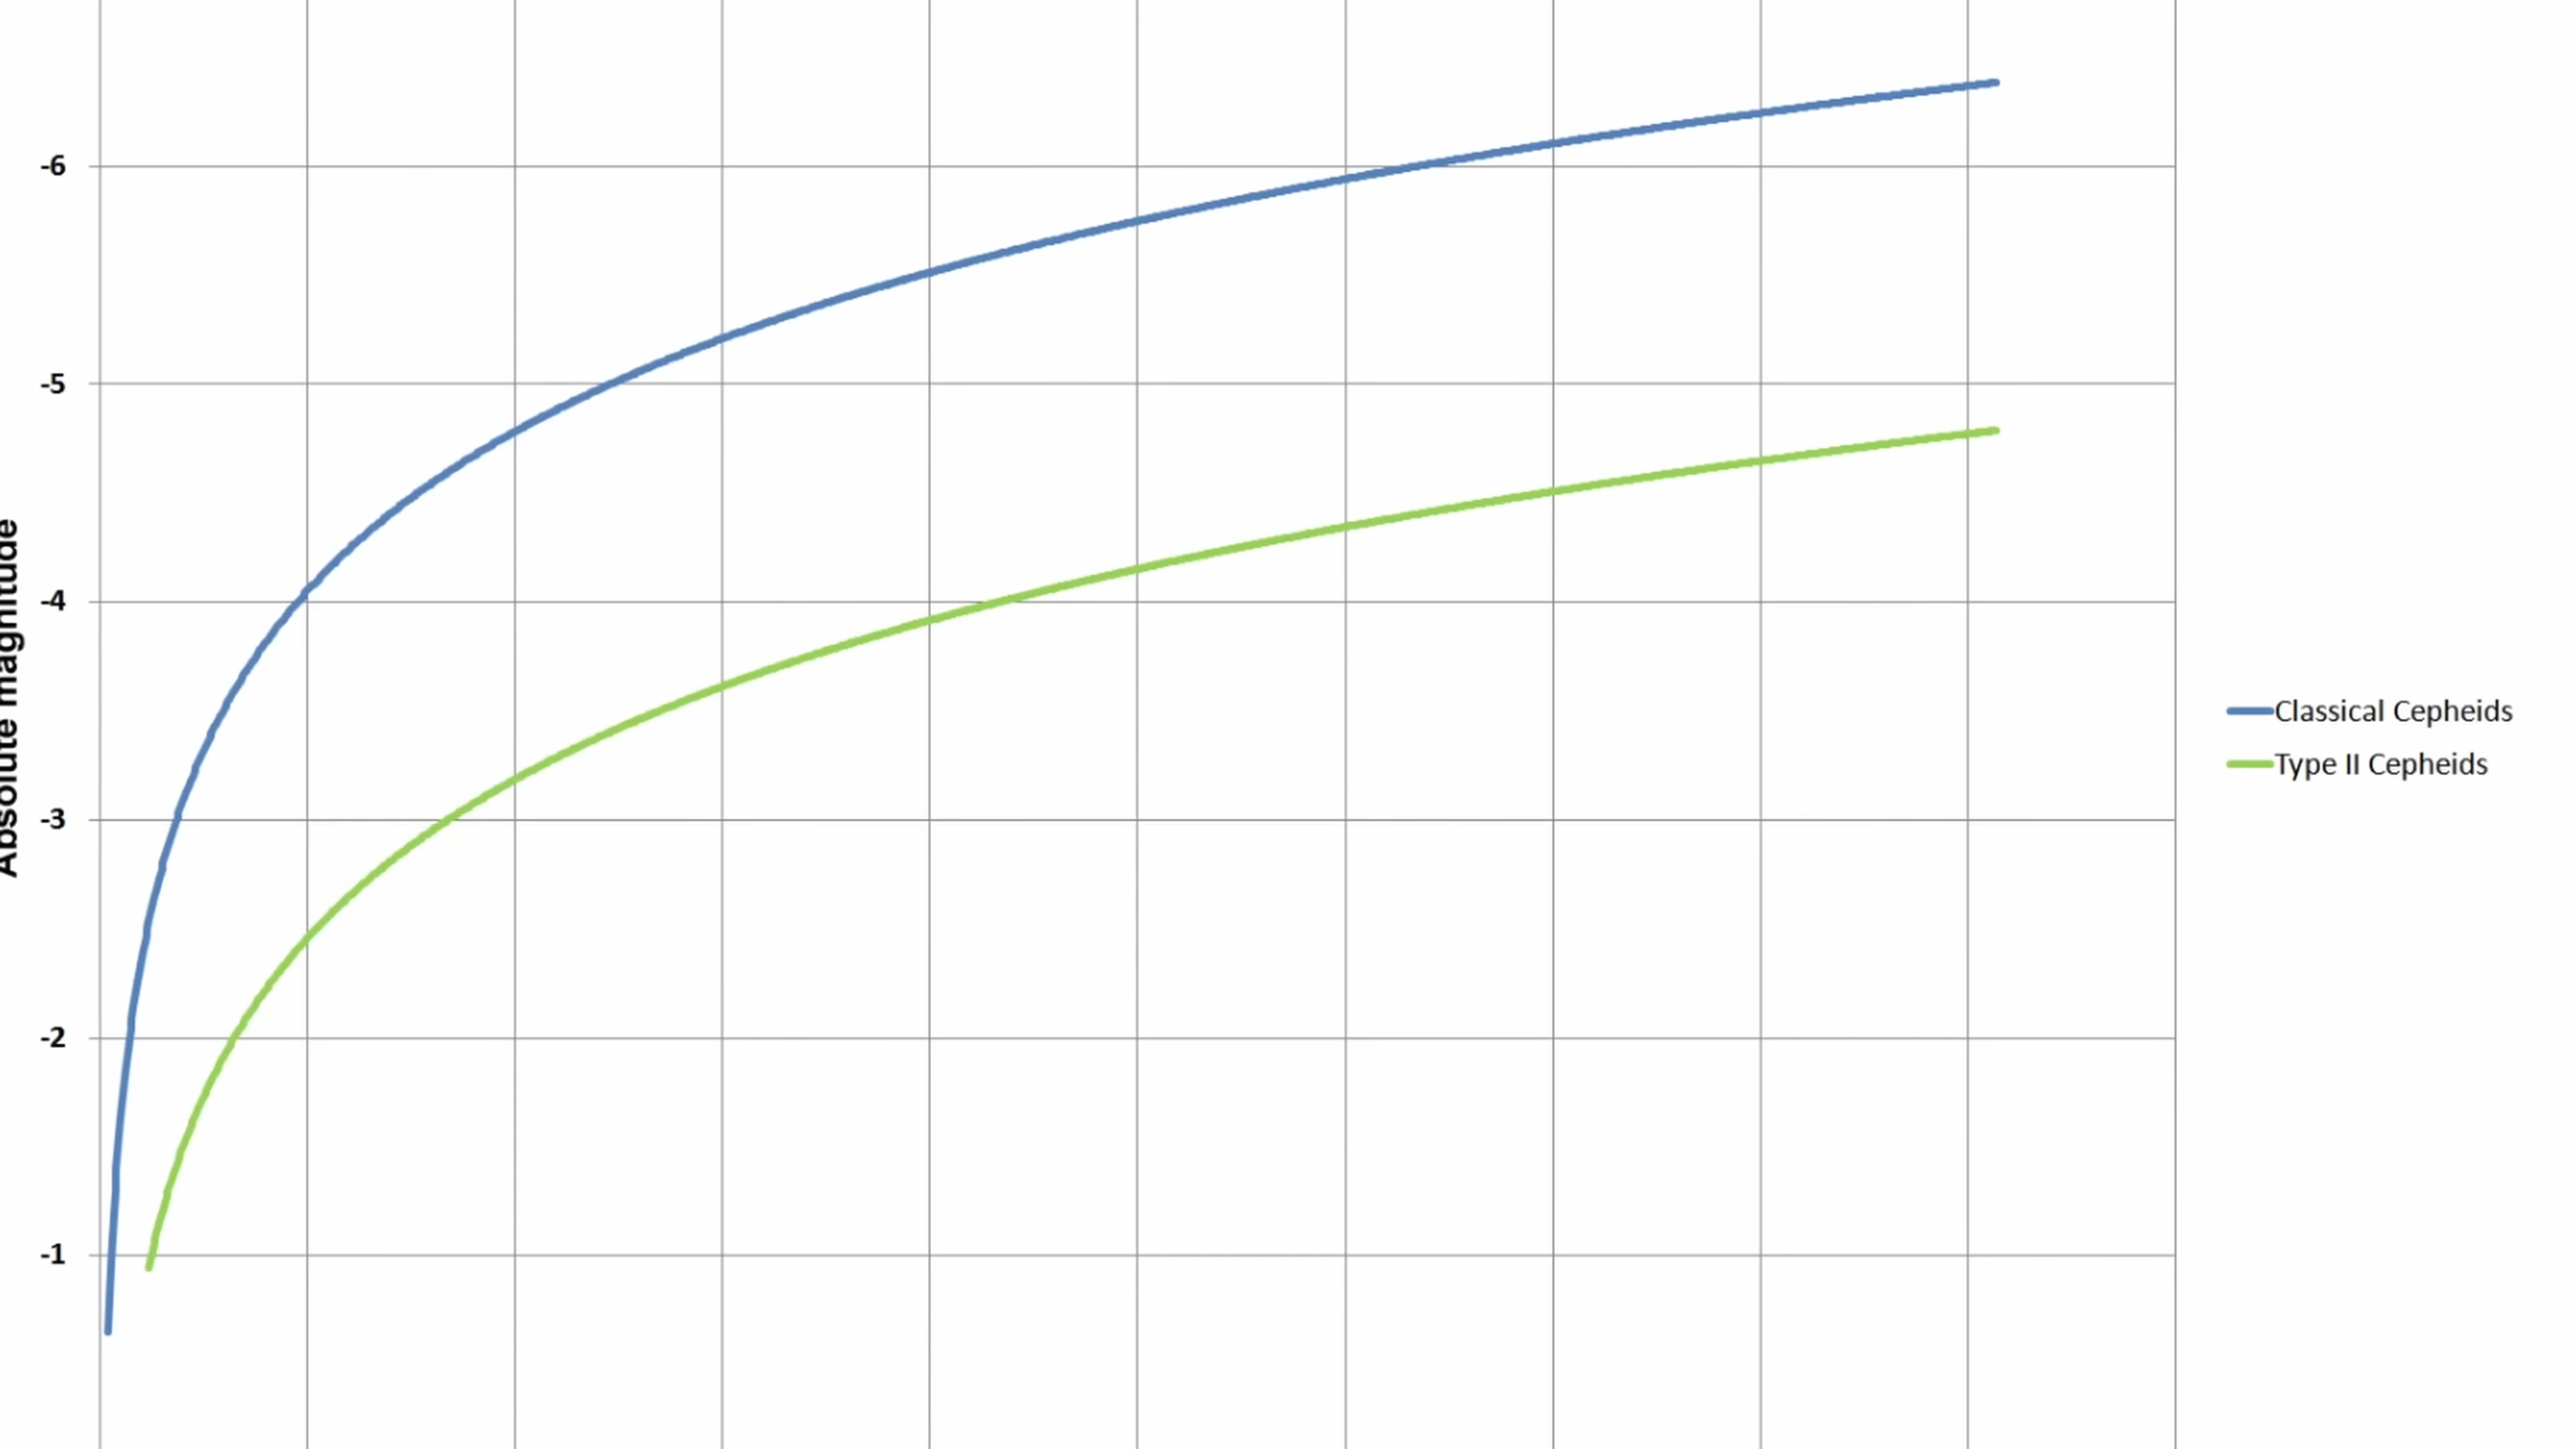 -6
-5
-4
-3
-2
-1
Absolute magnitude
Classical Cepheids
Type II Cepheids